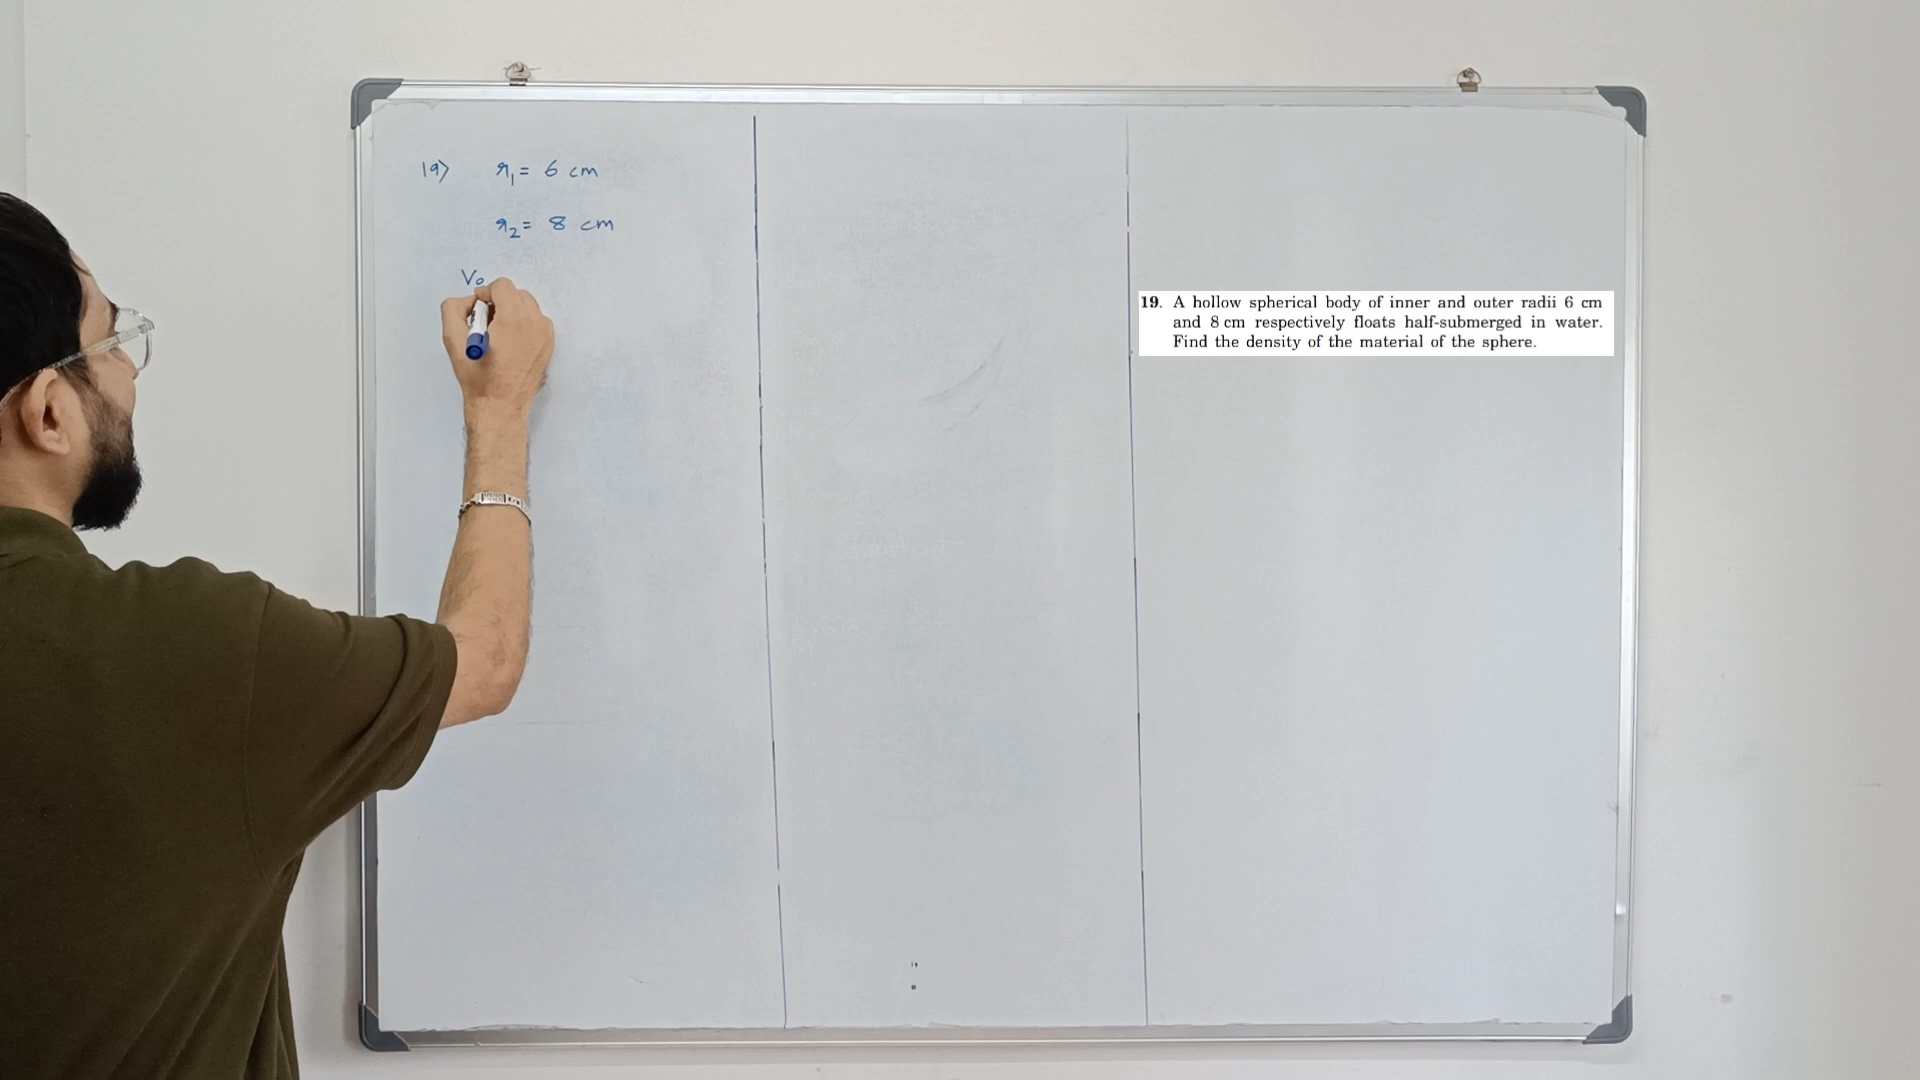 19) r₁ = 6 cm
r₂ = 8 cm
Vo
19. A hollow spherical body of inner and outer radii 6 cm
and 8 cm respectively floats half-submerged in water.
Find the density of the material of the sphere.